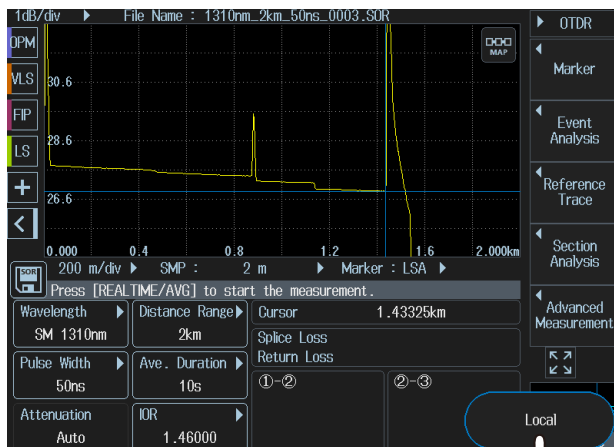 1dB/div File Name : 1310nm_2km_50ns_0003.SOR OTDR
OPM
MAP
Marker
VLS
30.6
FIP
Event
Analysis
28.6
LS
Reference
Trace
26.6
Section
Analysis
0.000 0.4 0.8 1.2 1.6 2.000km
SOR
200 m/div SMP : 2 m Marker : LSA
Press [REALTIME/AVG] to start the measurement.
Advanced
Measurement
Wavelength Distance Range Cursor 1.43325km
SM 1310nm 2km
Splice Loss
Return Loss
Pulse Width Ave. Duration
50ns 10s
①-② ②-③
Attenuation IOR
Auto 1.46000
Local